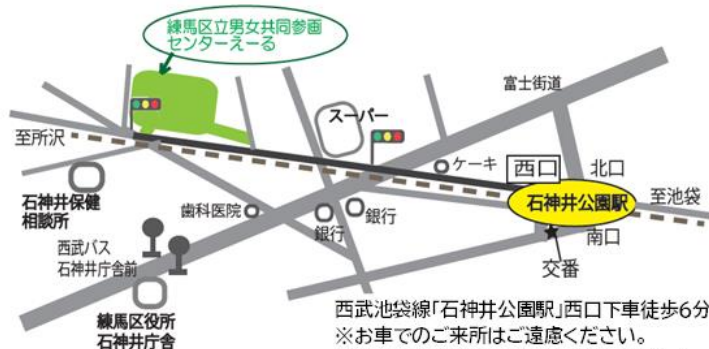 練馬区立男女共同参画
センターえーる
富士街道
スーパー
至所沢
ケーキ
西口
北口
石神井公園駅
至池袋
石神井保健
相談所
歯科医院
銀行
銀行
南口
西武バス
石神井庁舎前
交番
練馬区役所
石神井庁舎
西武池袋線「石神井公園駅」西口下車徒歩6分
※お車でのご来所はご遠慮ください。